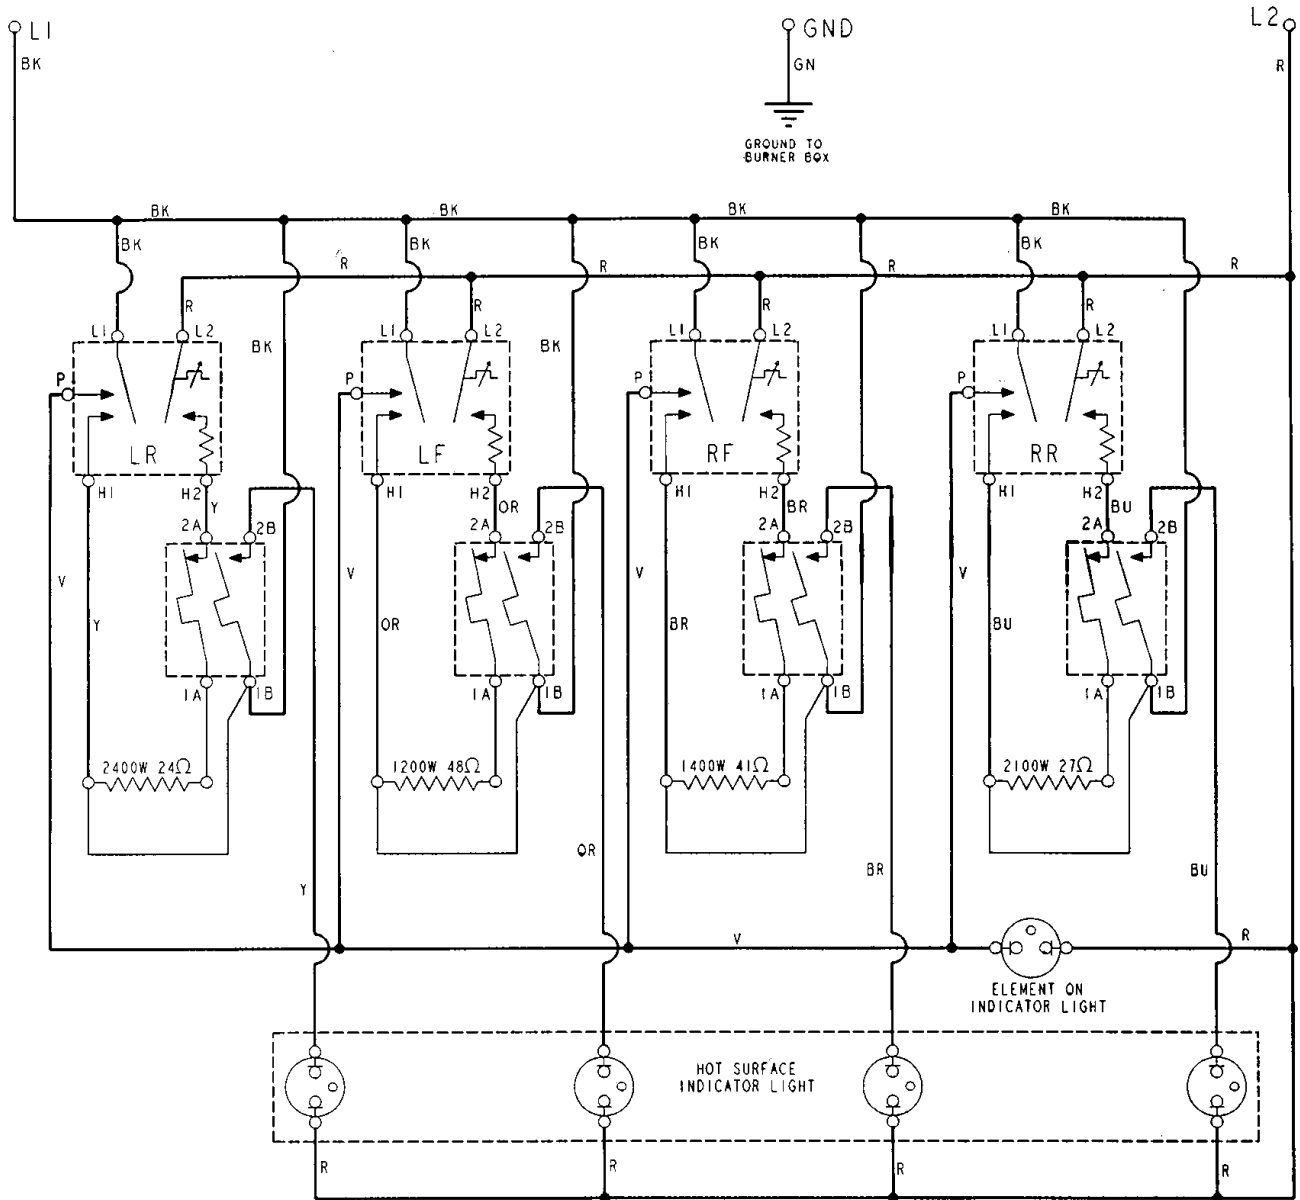 L1 GND L2
BK GN R
GROUND TO
BURNER BOX
BK BK BK BK
BK BK BK BK
R R R R
R R R R
L1 L2 L1 L2 L1 L2 L1 L2
BK BK
P P P P
LR LF RF RR
H1 H2 H1 H2 H1 H2 H1 H2
Y OR BR BU
2A 2B 2A 2B 2A 2B 2A 2B
V V V V
Y OR BR BU
1A 1B 1A 1B 1A 1B 1A 1B
2400W 24Ω 1200W 48Ω 1400W 41Ω 2100W 27Ω
Y OR BR BU
V R
ELEMENT ON
INDICATOR LIGHT
HOT SURFACE
INDICATOR LIGHT
R R R R